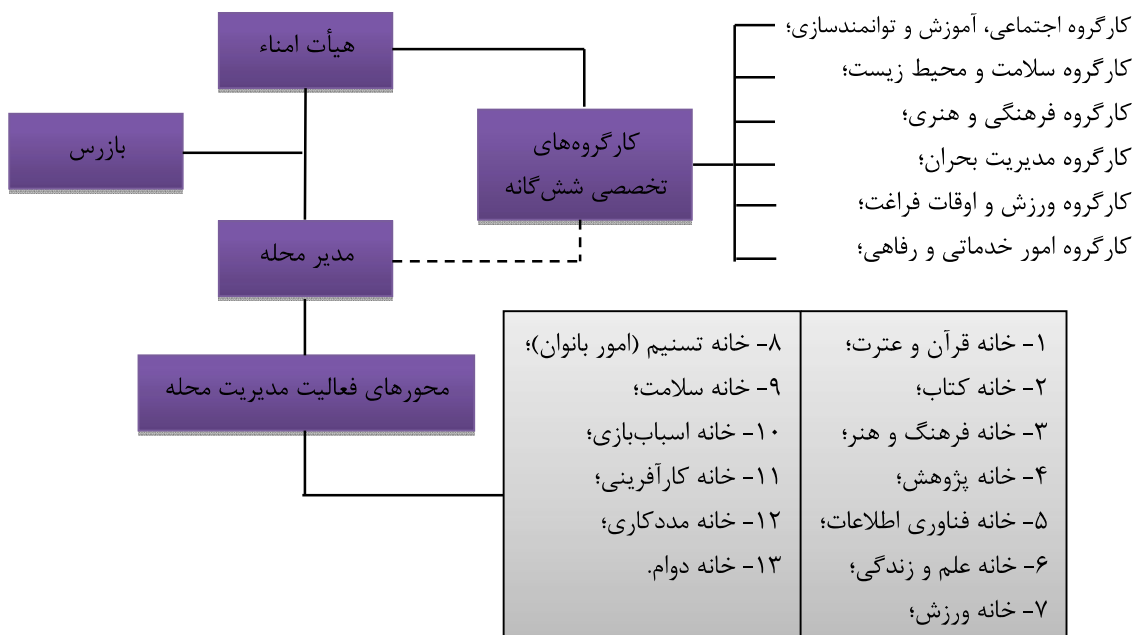 هیأت امناء
بازرس
کارگروه‌های
تخصصی شش‌گانه
مدیر محله
محورهای فعالیت مدیریت محله
کارگروه اجتماعی، آموزش و توانمندسازی؛
کارگروه سلامت و محیط زیست؛
کارگروه فرهنگی و هنری؛
کارگروه مدیریت بحران؛
کارگروه ورزش و اوقات فراغت؛
کارگروه امور خدماتی و رفاهی؛
۱- خانه قرآن و عترت؛
۲- خانه کتاب؛
۳- خانه فرهنگ و هنر؛
۴- خانه پژوهش؛
۵- خانه فناوری اطلاعات؛
۶- خانه علم و زندگی؛
۷- خانه ورزش؛
۸- خانه تسنیم (امور بانوان)؛
۹- خانه سلامت؛
۱۰- خانه اسباب‌بازی؛
۱۱- خانه کارآفرینی؛
۱۲- خانه مددکاری؛
۱۳- خانه دوام.